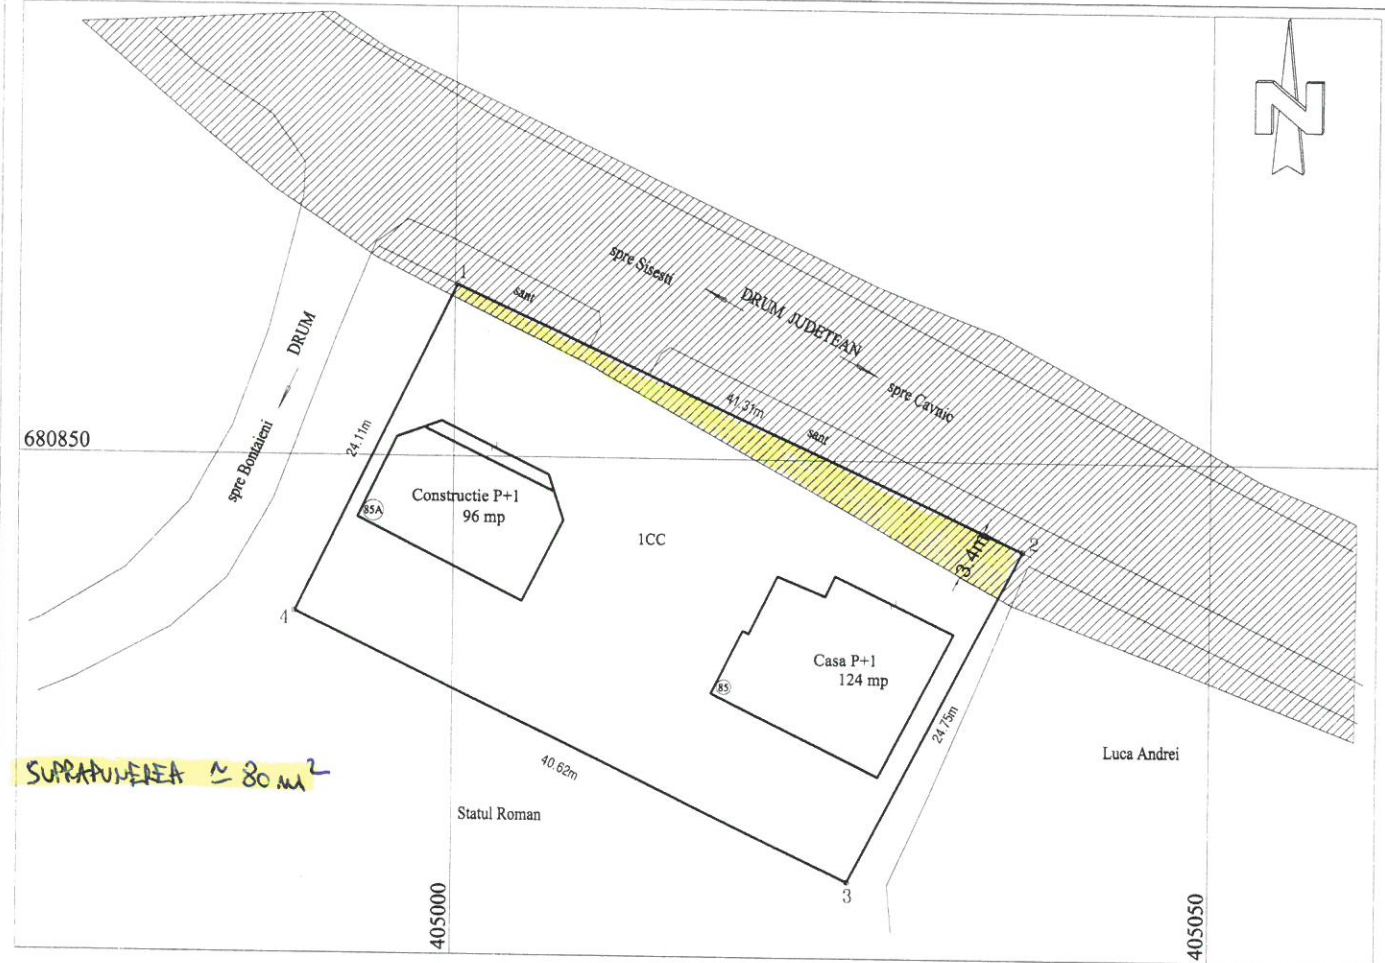 N
1
spre Sisesti
sant
DRUM JUDETEAN
DRUM
spre Cavnic
41.31m
sant
24.11m
680850
spre Bontaieni
Constructie P+1
96 mp
85A
1CC
3.4m
2
4
Casa P+1
124 mp
85
24.75m
Luca Andrei
40.62m
SUPRAPUNEREA ≃ 80 m²
Statul Roman
3
405000
405050